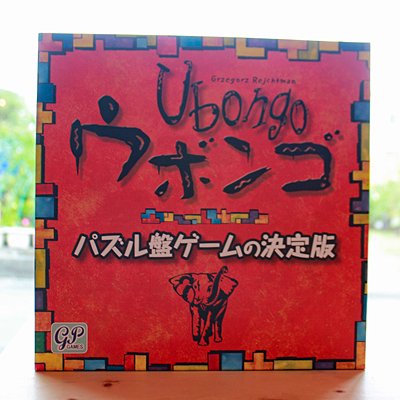 Grzegorz Rejchtman
Ubongo
ウボンゴ
パズル盤ゲームの決定版
GP
GAMES